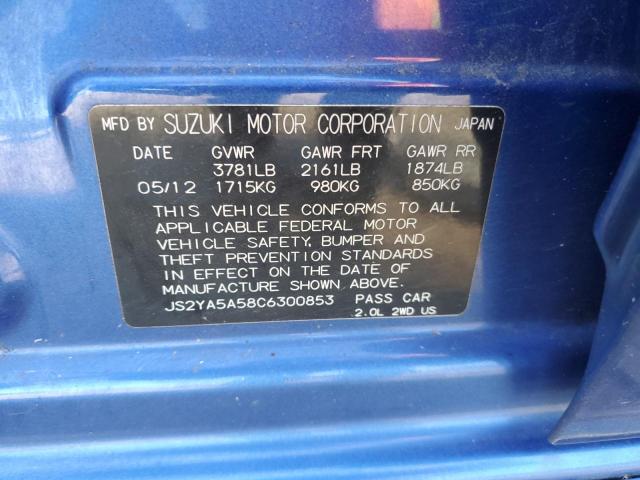 MFD BY SUZUKI MOTOR CORPORATION JAPAN
DATE GVWR GAWR FRT GAWR RR
3781LB 2161LB 1874LB
05/12 1715KG 980KG 850KG
THIS VEHICLE CONFORMS TO ALL
APPLICABLE FEDERAL MOTOR
VEHICLE SAFETY, BUMPER AND
THEFT PREVENTION STANDARDS
IN EFFECT ON THE DATE OF
MANUFACTURE SHOWN ABOVE.
JS2YA5A58C6300853 PASS CAR
2.0L 2WD US